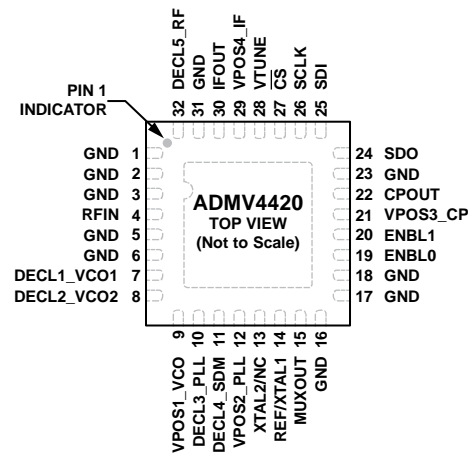 32 DECL5_RF
31 GND
30 IFOUT
29 VPOS4_IF
28 VTUNE
27 CS
26 SCLK
25 SDI
PIN 1
INDICATOR
GND 1
GND 2
GND 3
RFIN 4
GND 5
GND 6
DECL1_VCO1 7
DECL2_VCO2 8
ADMV4420
TOP VIEW
(Not to Scale)
24 SDO
23 GND
22 CPOUT
21 VPOS3_CP
20 ENBL1
19 ENBL0
18 GND
17 GND
VPOS1_VCO 9
DECL3_PLL 10
DECL4_SDM 11
VPOS2_PLL 12
XTAL2/NC 13
REF/XTAL1 14
MUXOUT 15
GND 16